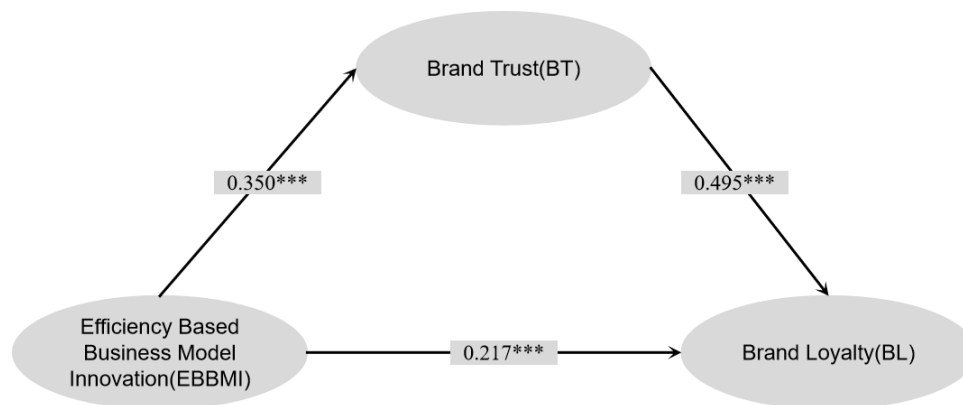 Brand Trust(BT)
0.350***
0.495***
Efficiency Based
Business Model
Innovation(EBBMI)
0.217***
Brand Loyalty(BL)